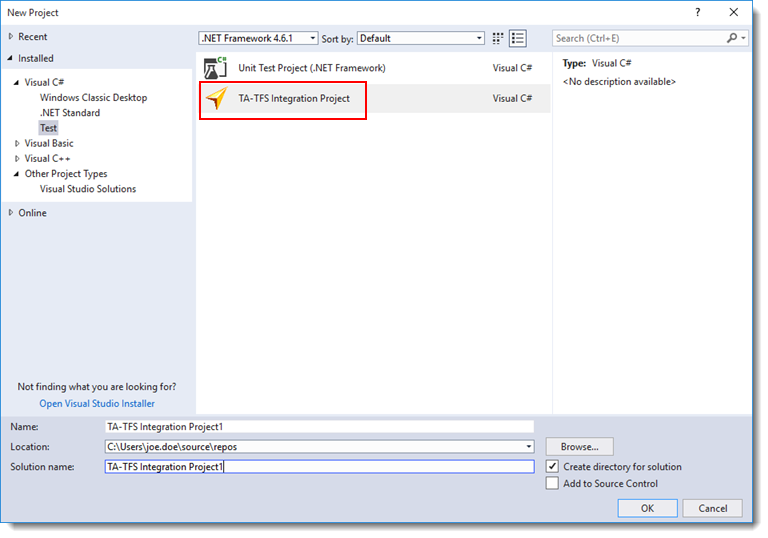 New Project
?
Recent
.NET Framework 4.6.1
Sort by:
Default
Search (Ctrl+E)
Installed
Visual C#
Windows Classic Desktop
.NET Standard
Test
Visual Basic
Visual C++
Other Project Types
Visual Studio Solutions
Online
C#
Unit Test Project (.NET Framework)
Visual C#
TA-TFS Integration Project
Visual C#
Type: Visual C#
<No description available>
Not finding what you are looking for?
Open Visual Studio Installer
Name:
TA-TFS Integration Project1
Location:
C:\Users\joe.doe\source\repos
Browse...
Solution name:
TA-TFS Integration Project1
Create directory for solution
Add to Source Control
OK
Cancel